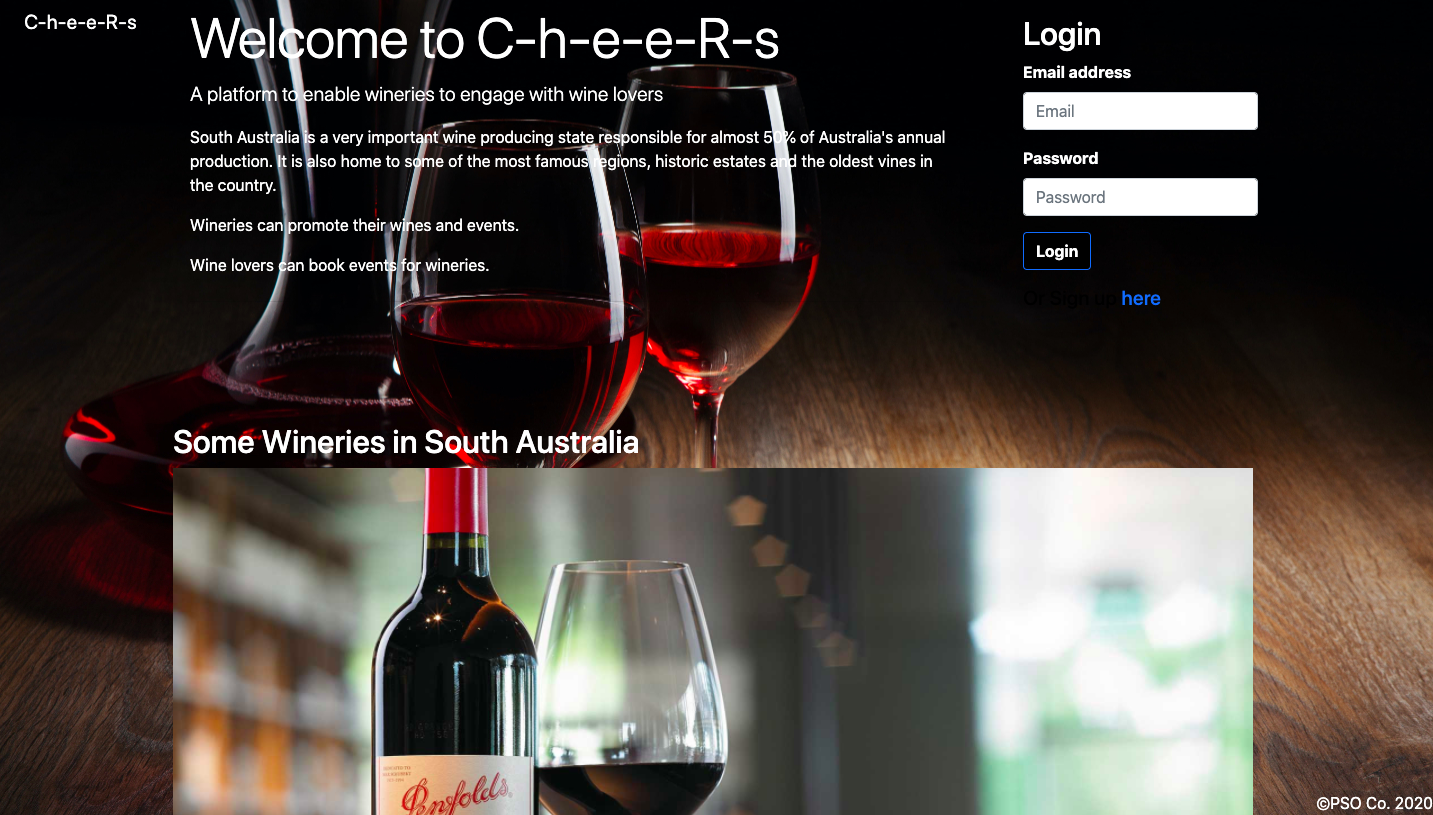 C-h-e-e-R-s
Welcome to C-h-e-e-R-s
A platform to enable wineries to engage with wine lovers
South Australia is a very important wine producing state responsible for almost 50% of Australia's annual
production. It is also home to some of the most famous regions, historic estates and the oldest vines in
the country.
Wineries can promote their wines and events.
Wine lovers can book events for wineries.
Login
Email address
Email
Password
Password
Login
Or Sign up here
Some Wineries in South Australia
Penfolds.
©PSO Co. 2020